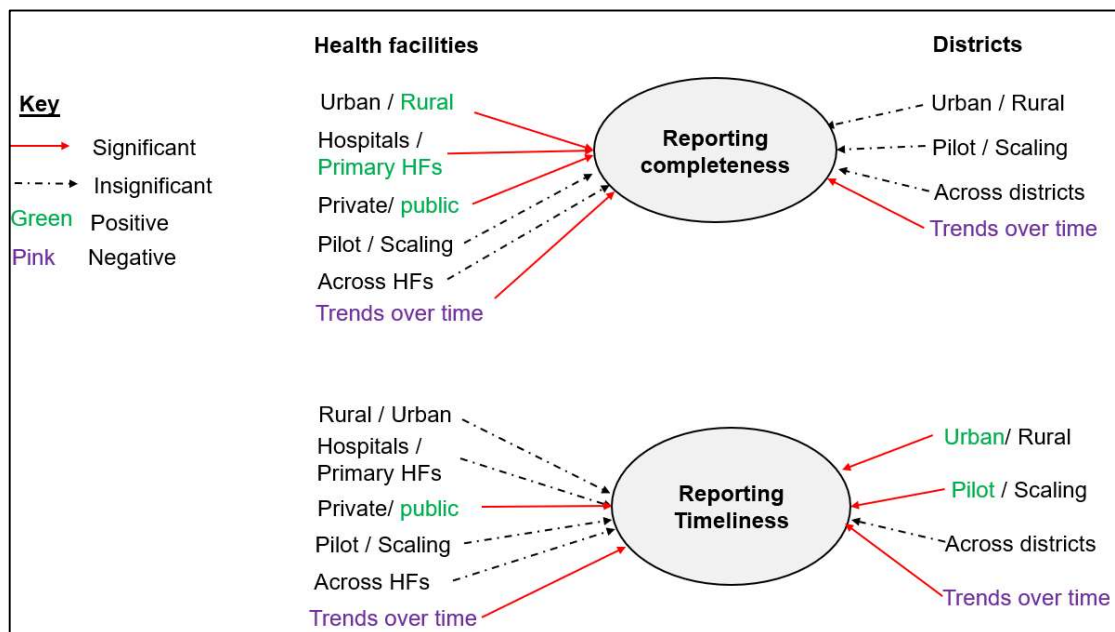 Health facilities
Districts
Key
Significant
Insignificant
Green Positive
Pink Negative
Urban / Rural
Hospitals /
Primary HFs
Private/ public
Pilot / Scaling
Across HFs
Trends over time
Reporting
completeness
Urban / Rural
Pilot / Scaling
Across districts
Trends over time
Rural / Urban
Hospitals /
Primary HFs
Private/ public
Pilot / Scaling
Across HFs
Trends over time
Reporting
Timeliness
Urban/ Rural
Pilot / Scaling
Across districts
Trends over time